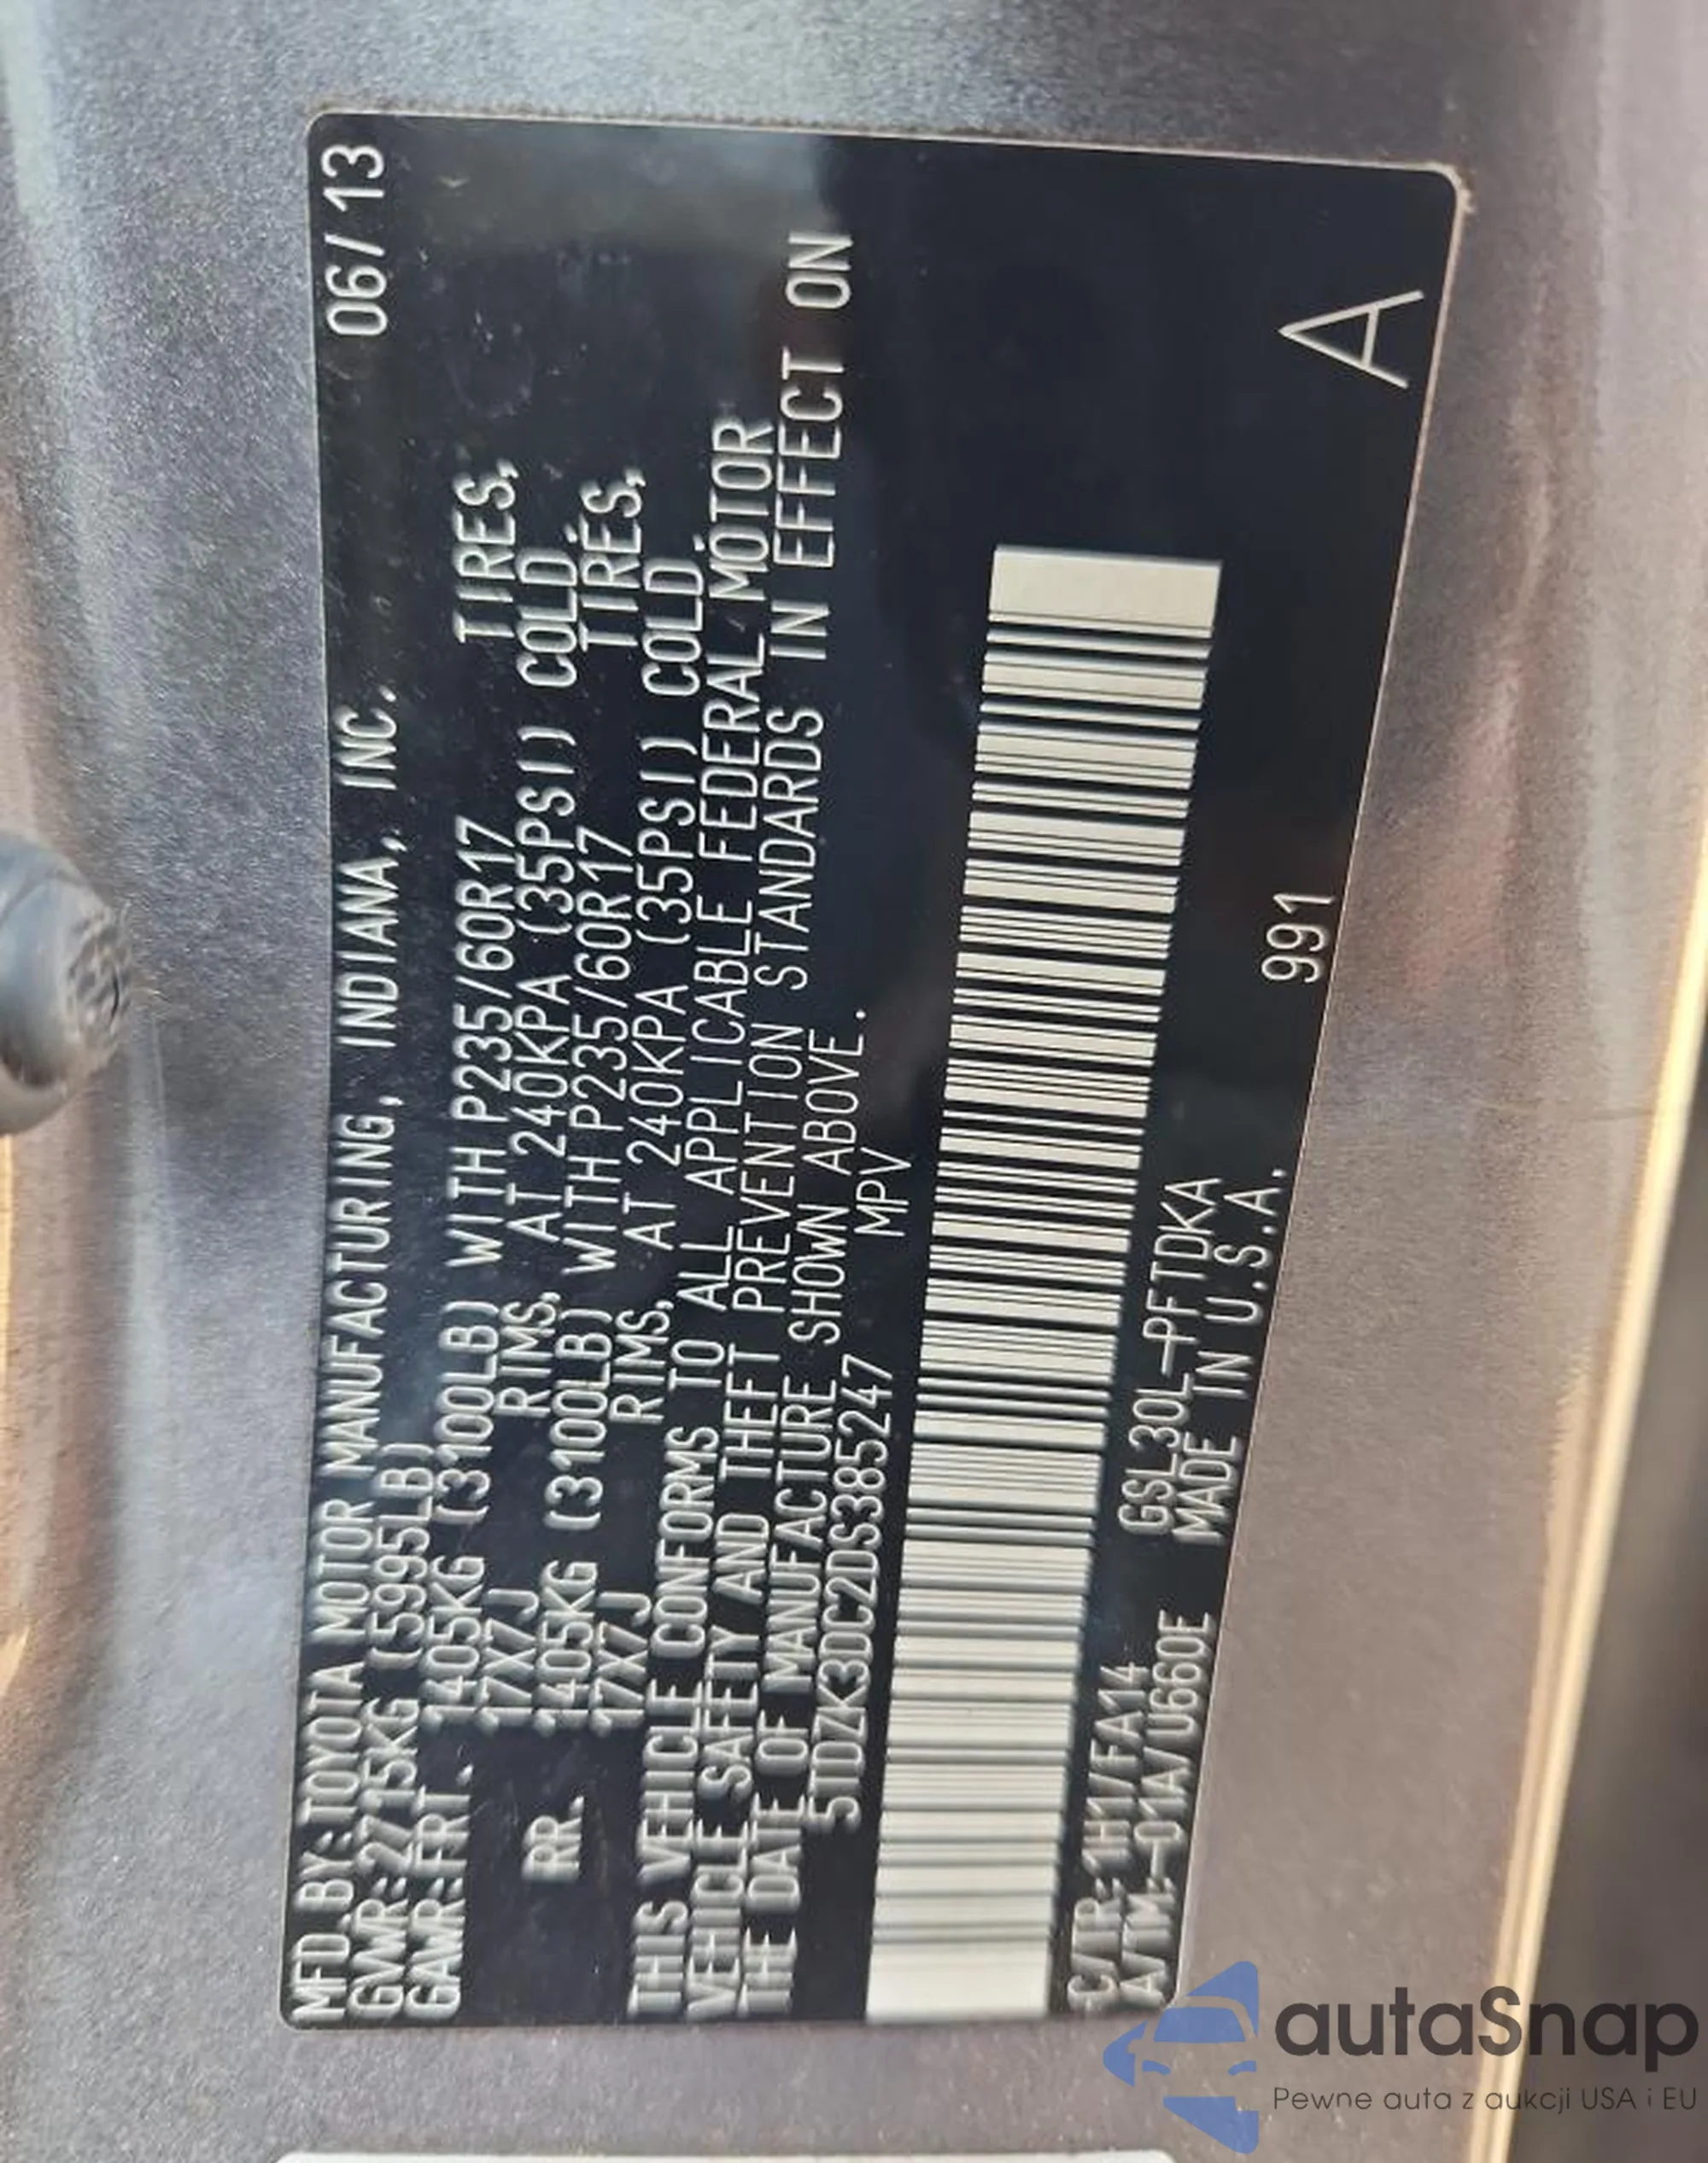 MFD.BY:TOYOTA MOTOR MANUFACTURING, INDIANA, INC. 06/13
GVWR:2715KG (5995LB)
GAWR:FRT. 1405KG (3100LB) WITH P235/60R17 TIRES,
17X7J RIMS, AT 240KPA (35PSI) COLD
RR. 1405KG (3100LB) WITH P235/60R17 TIRES,
17X7J RIMS, AT 240KPA (35PSI) COLD.
THIS VEHICLE CONFORMS TO ALL APPLICABLE FEDERAL MOTOR
VEHICLE SAFETY AND THEFT PREVENTION STANDARDS IN EFFECT ON
THE DATE OF MANUFACTURE SHOWN ABOVE.
5TDZK3DC2DS385247 MPV
C/TR:1H1/FA14 GSL30L-PFTDKA 991
A/TM:-01A/U660E MADE IN U.S.A. A
autaSnap
Pewne auta z aukcji USA i EU